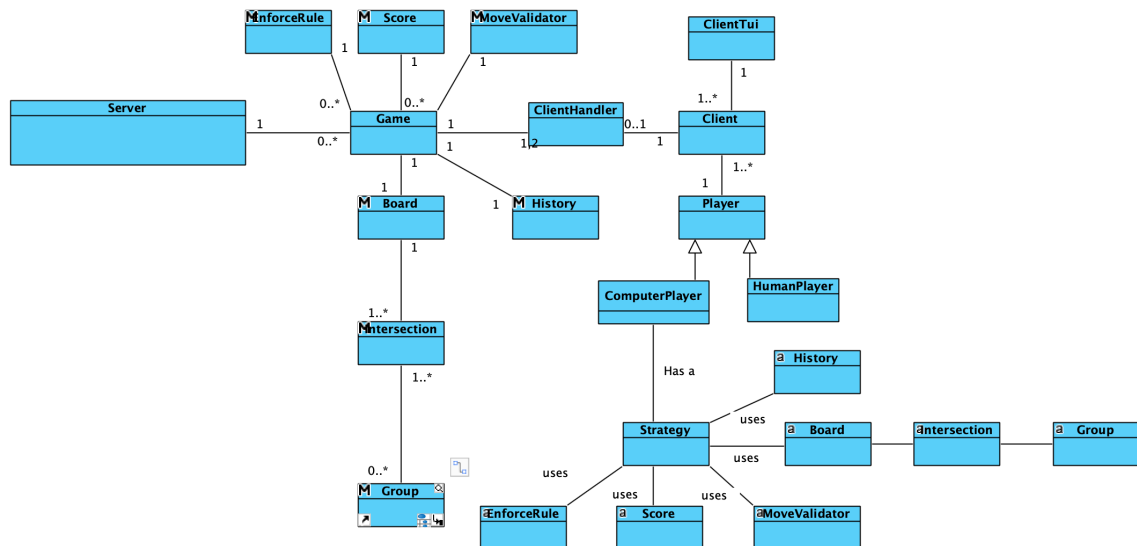 M EnforceRule
M Score
M MoveValidator
ClientTui
1
1
1
1
0..*
0..*
1..*
Server
Game
ClientHandler
Client
1
0..*
1
1,2
0..1
1
1
1
1..*
1
1
1
M Board
M History
Player
1
ComputerPlayer
HumanPlayer
1..*
M Intersection
1..*
Has a
a History
uses
Strategy
a Board
a Intersection
a Group
uses
0..*
uses
uses
uses
M Group
a EnforceRule
a Score
a MoveValidator